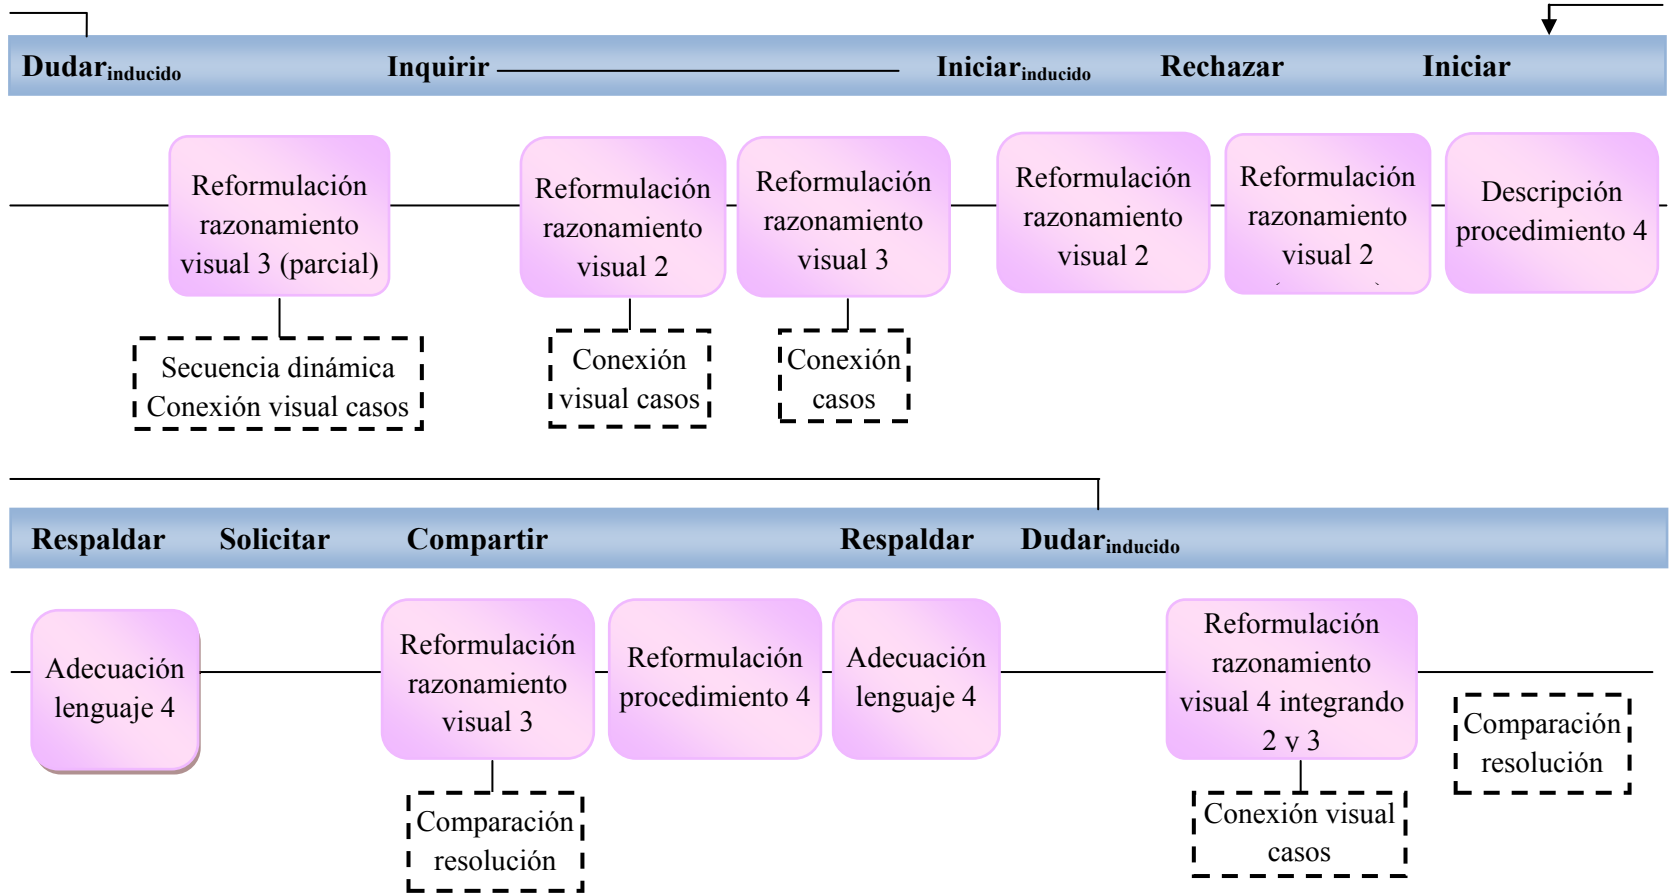 Dudarinducido Inquirir Iniciarinducido Rechazar Iniciar
Reformulación
razonamiento
visual 3 (parcial)
Reformulación
razonamiento
visual 2
Reformulación
razonamiento
visual 3
Reformulación
razonamiento
visual 2
Reformulación
razonamiento
visual 2
Descripción
procedimiento 4
Secuencia dinámica
Conexión visual casos
Conexión
visual casos
Conexión
casos
Respaldar Solicitar Compartir Respaldar Dudarinducido
Adecuación
lenguaje 4
Reformulación
razonamiento
visual 3
Reformulación
procedimiento 4
Adecuación
lenguaje 4
Reformulación
razonamiento
visual 4 integrando
2 y 3
Comparación
resolución
Comparación
resolución
Conexión visual
casos